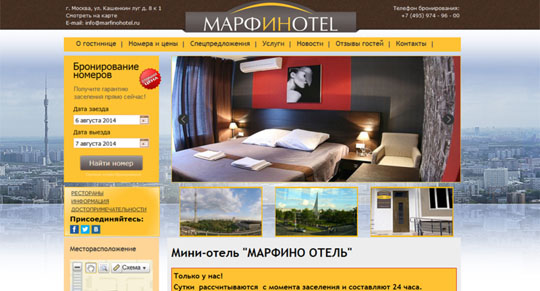 г. Москва, ул. Кашенкин луг д. 8 к 1
Смотреть на карте
E-mail: info@marfinohotel.ru
МАРФИНОTEL
Телефон бронирования:
+7 (495) 974 - 96 - 00
О гостинице | Номера и цены | Спецпредложения | Услуги | Новости | Отзывы гостей | Контакты |
Бронирование
номеров
Получите гарантию
заселения прямо сейчас!
Дата заезда
6 августа 2014
Дата выезда
7 августа 2014
Найти номер
РЕСТОРАНЫ
ИНФОРМАЦИЯ
ДОСТОПРИМЕЧАТЕЛЬНОСТИ
Присоединяйтесь:
Месторасположение
Схема
Мини-отель "МАРФИНО ОТЕЛЬ"
Только у нас!
Сутки рассчитываются с момента заселения и составляют 24 часа.